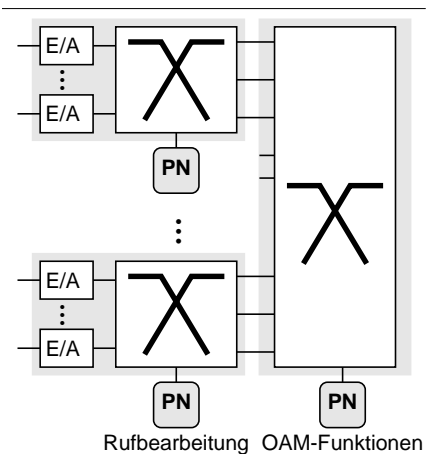 E/A
E/A
PN
E/A
E/A
PN
PN
Rufbearbeitung
OAM-Funktionen